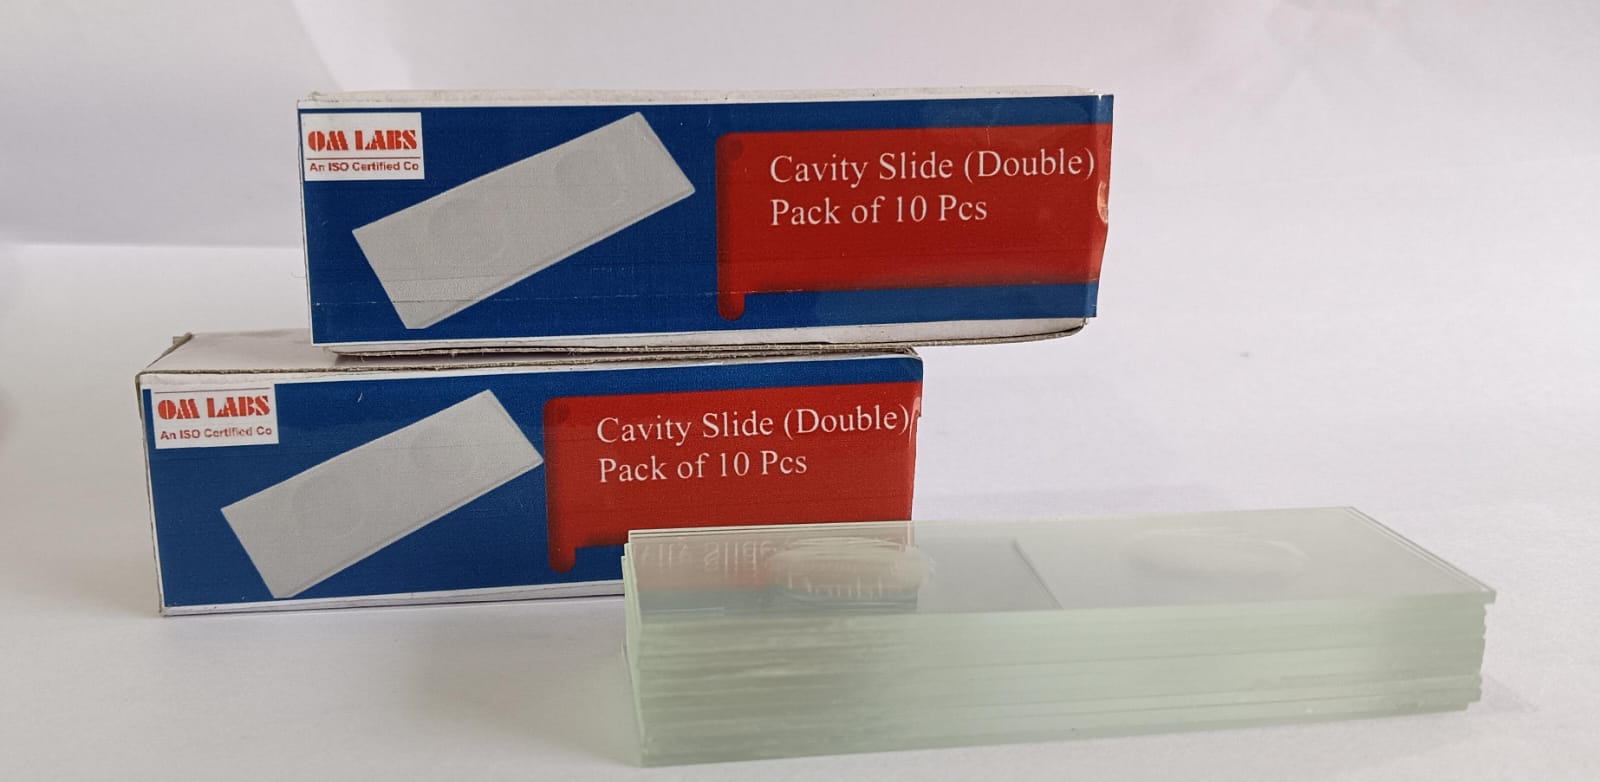 OM LABS
An ISO Certified Co
Cavity Slide (Double)
Pack of 10 Pcs
OM LABS
An ISO Certified Co
Cavity Slide (Double)
Pack of 10 Pcs